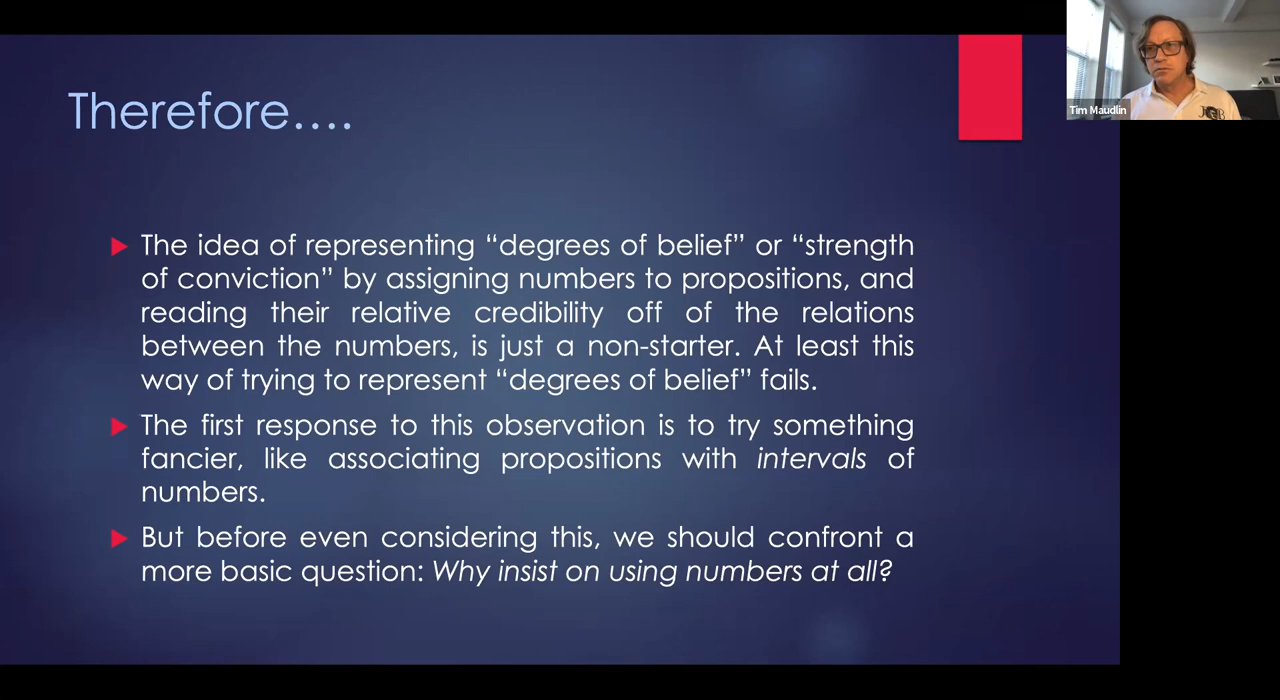 Therefore….
The idea of representing “degrees of belief” or “strength
of conviction” by assigning numbers to propositions, and
reading their relative credibility off of the relations
between the numbers, is just a non-starter. At least this
way of trying to represent “degrees of belief” fails.
The first response to this observation is to try something
fancier, like associating propositions with intervals of
numbers.
But before even considering this, we should confront a
more basic question: Why insist on using numbers at all?
Tim Maudlin